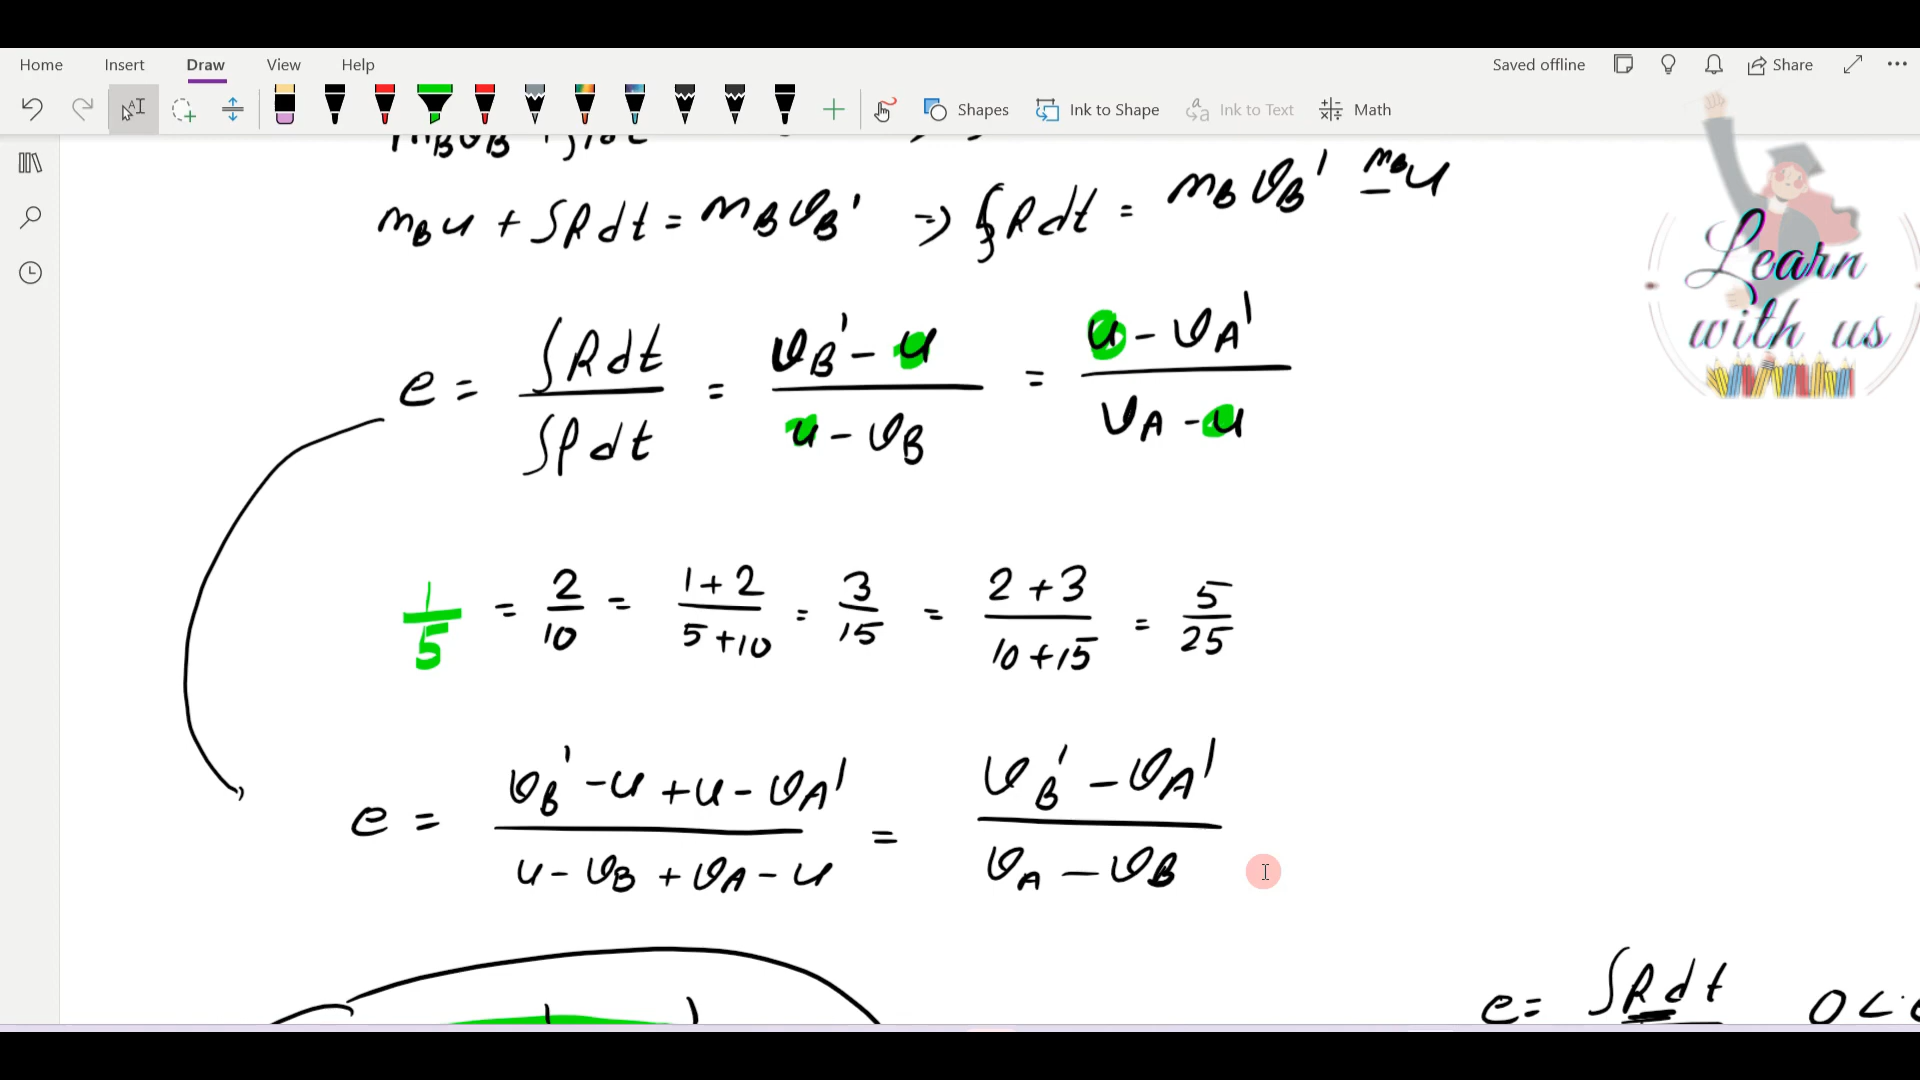 Home Insert Draw View Help Saved offline Share
Shapes Ink to Shape Ink to Text Math
m_B u + ∫R dt = m_B v_B' => ∫R dt = m_B v_B' - m_B u
Learn
with us
e = ∫R dt / ∫P dt = (v_B' - u) / (u - v_B) = (u - v_A') / (v_A - u)
1/5 = 2/10 = (1+2)/(5+10) = 3/15 = (2+3)/(10+15) = 5/25
e = (v_B' - u + u - v_A') / (u - v_B + v_A - u) = (v_B' - v_A') / (v_A - v_B)
e = ∫R dt 0 <